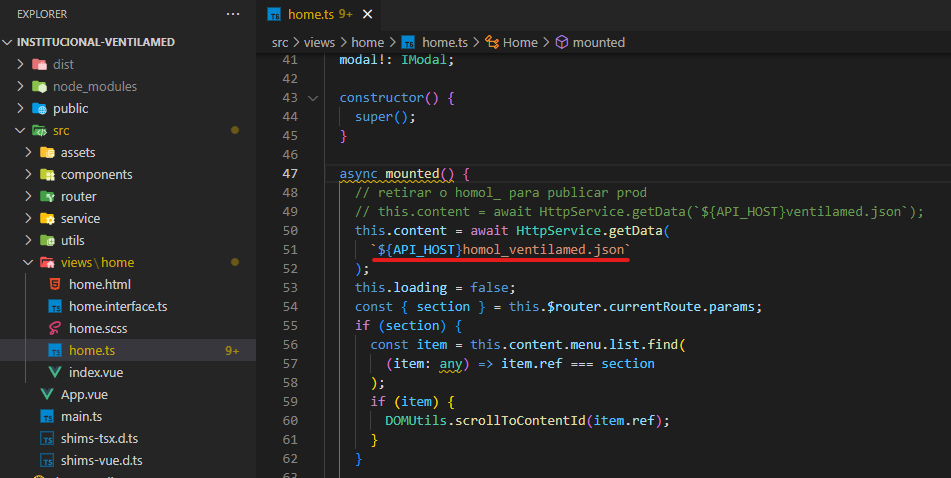 EXPLORER
INSTITUCIONAL-VENTILAMED
dist
node_modules
public
src
assets
components
router
service
utils
views\home
home.html
home.interface.ts
home.scss
home.ts 9+
index.vue
App.vue
main.ts
shims-tsx.d.ts
shims-vue.d.ts
home.ts 9+
src > views > home > home.ts > Home > mounted
41 modal!: IModal;
42
43 constructor() {
44 super();
45 }
46
47 async mounted() {
48 // retirar o homol_ para publicar prod
49 // this.content = await HttpService.getData(`${API_HOST}ventilamed.json`);
50 this.content = await HttpService.getData(
51 `${API_HOST}homol_ventilamed.json`
52 );
53 this.loading = false;
54 const { section } = this.$router.currentRoute.params;
55 if (section) {
56 const item = this.content.menu.list.find(
57 (item: any) => item.ref === section
58 );
59 if (item) {
60 DOMUtils.scrollToContentId(item.ref);
61 }
62 }